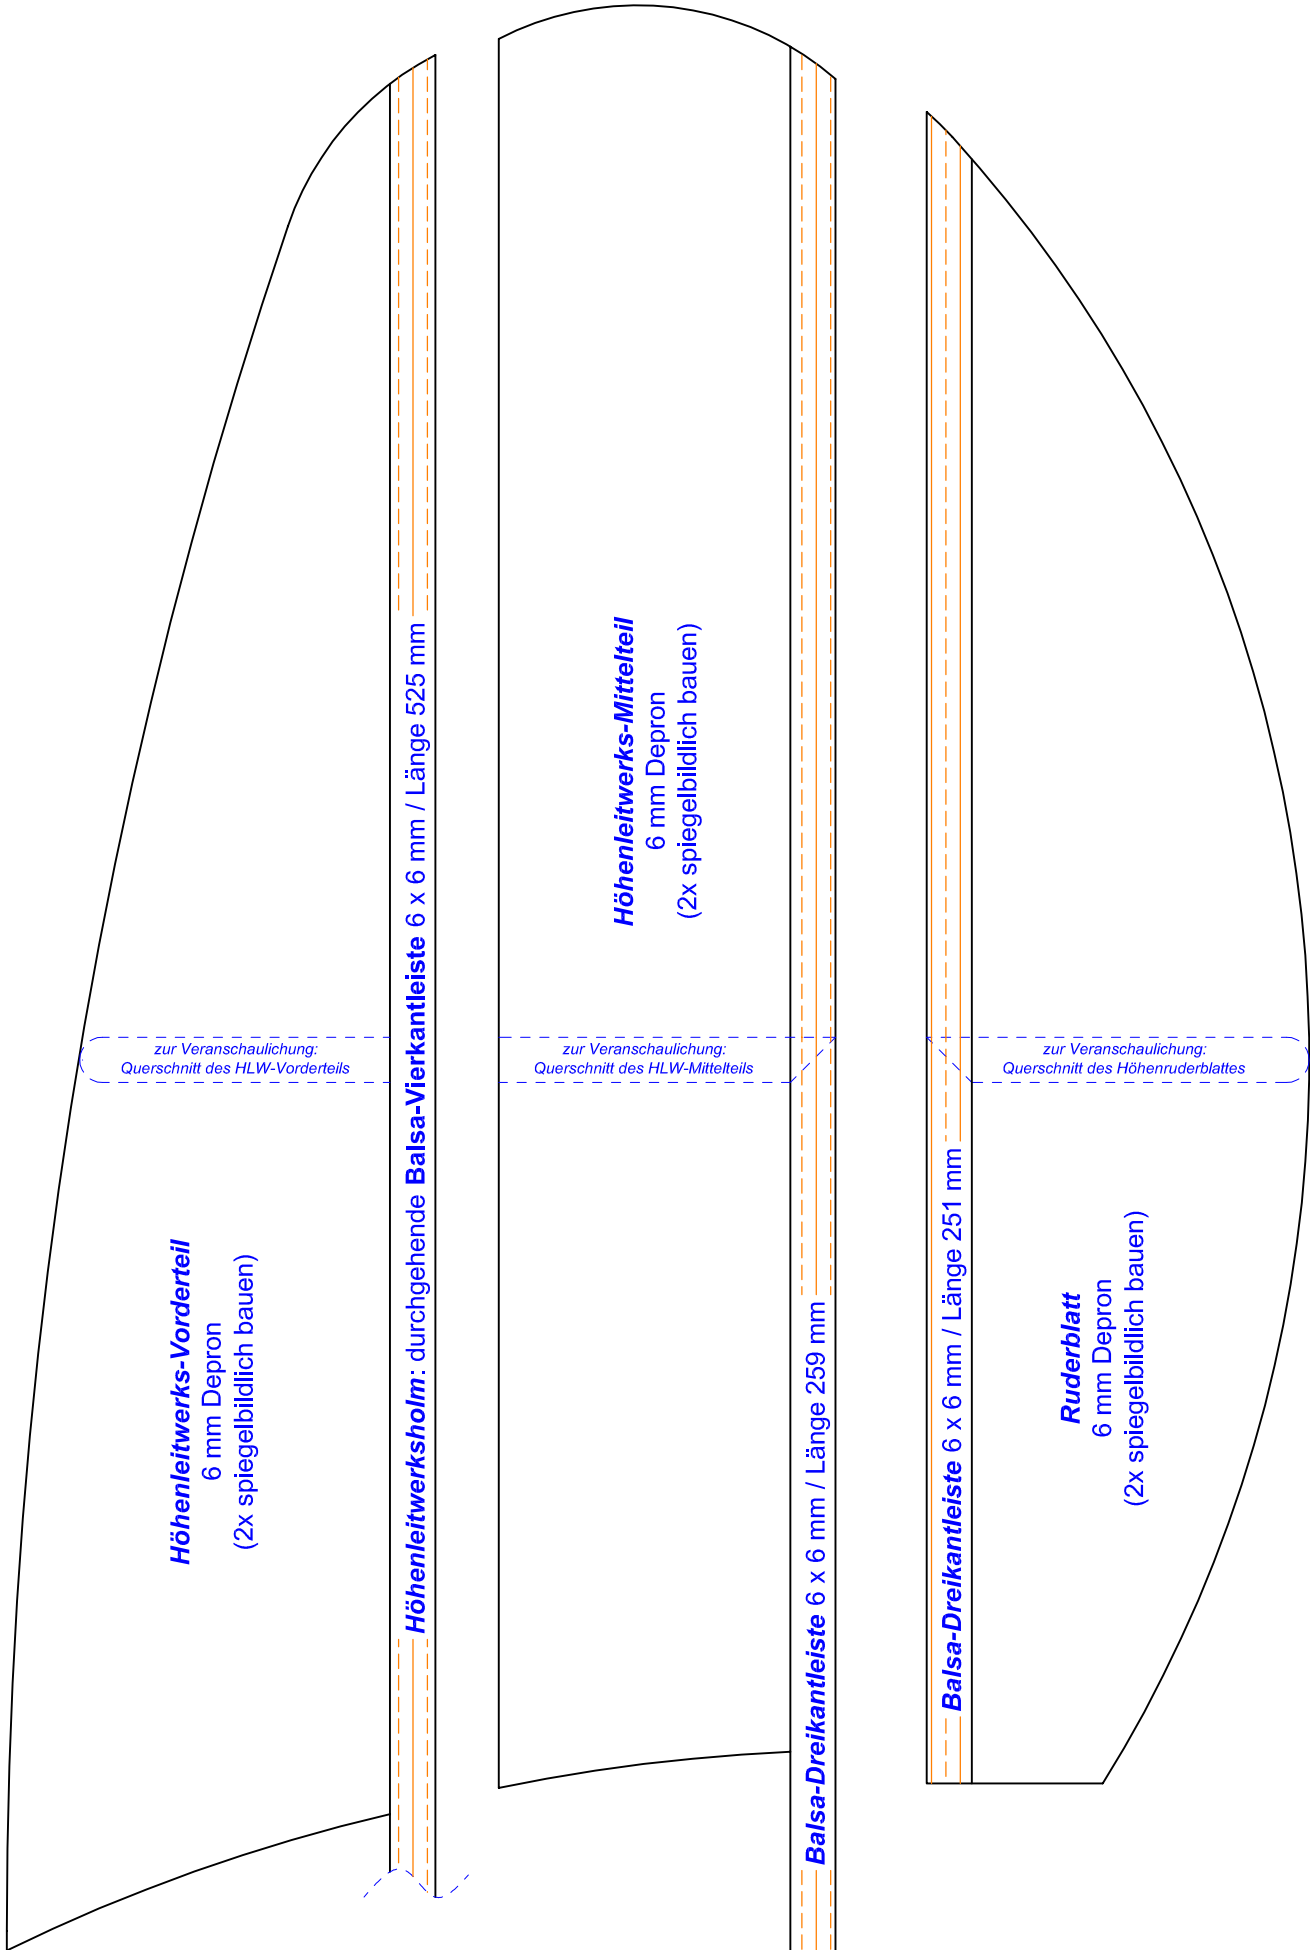 Höhenleitwerks-Vorderteil
6 mm Depron
(2x spiegelbildlich bauen)
zur Veranschaulichung:
Querschnitt des HLW-Vorderteils
Höhenleitwerksholm: durchgehende Balsa-Vierkantleiste 6 x 6 mm / Länge 525 mm
Höhenleitwerks-Mittelteil
6 mm Depron
(2x spiegelbildlich bauen)
zur Veranschaulichung:
Querschnitt des HLW-Mittelteils
Balsa-Dreikantleiste 6 x 6 mm / Länge 259 mm
Balsa-Dreikantleiste 6 x 6 mm / Länge 251 mm
zur Veranschaulichung:
Querschnitt des Höhenruderblattes
Ruderblatt
6 mm Depron
(2x spiegelbildlich bauen)